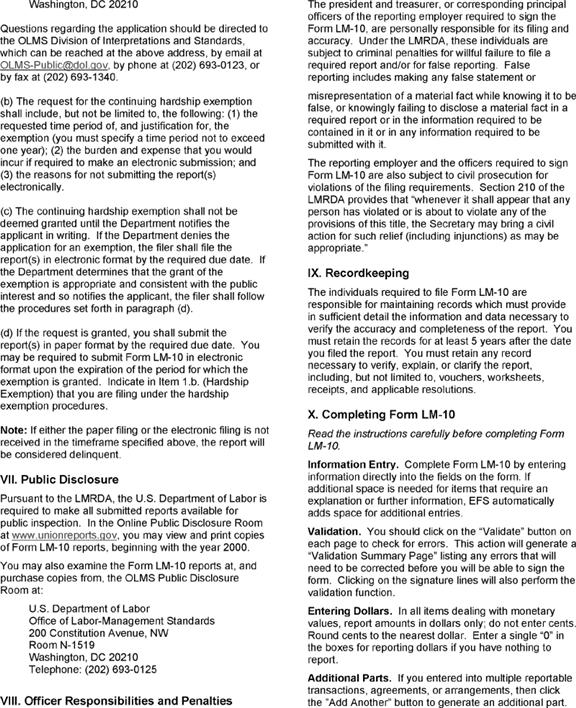 Washington, DC 20210
Questions regarding the application should be directed to
the OLMS Division of Interpretations and Standards,
which can be reached at the above address, by email at
OLMS-Public@dol.gov, by phone at (202) 693-0123, or
by fax at (202) 693-1340.
(b) The request for the continuing hardship exemption
shall include, but not be limited to, the following: (1) the
requested time period of, and justification for, the
exemption (you must specify a time period not to exceed
one year); (2) the burden and expense that you would
incur if required to make an electronic submission; and
(3) the reasons for not submitting the report(s)
electronically.
(c) The continuing hardship exemption shall not be
deemed granted until the Department notifies the
applicant in writing. If the Department denies the
application for an exemption, the filer shall file the
report(s) in electronic format by the required due date. If
the Department determines that the grant of the
exemption is appropriate and consistent with the public
interest and so notifies the applicant, the filer shall follow
the procedures set forth in paragraph (d).
(d) If the request is granted, you shall submit the
report(s) in paper format by the required due date. You
may be required to submit Form LM-10 in electronic
format upon the expiration of the period for which the
exemption is granted. Indicate in Item 1.b. (Hardship
Exemption) that you are filing under the hardship
exemption procedures.
Note: If either the paper filing or the electronic filing is not
received in the timeframe specified above, the report will
be considered delinquent.
VII. Public Disclosure
Pursuant to the LMRDA, the U.S. Department of Labor is
required to make all submitted reports available for
public inspection. In the Online Public Disclosure Room
at www.unionreports.gov, you may view and print copies
of Form LM-10 reports, beginning with the year 2000.
You may also examine the Form LM-10 reports at, and
purchase copies from, the OLMS Public Disclosure
Room at:
U.S. Department of Labor
Office of Labor-Management Standards
200 Constitution Avenue, NW
Room N-1519
Washington, DC 20210
Telephone: (202) 693-0125
VIII. Officer Responsibilities and Penalties
The president and treasurer, or corresponding principal
officers of the reporting employer required to sign the
Form LM-10, are personally responsible for its filing and
accuracy. Under the LMRDA, these individuals are
subject to criminal penalties for willful failure to file a
required report and/or for false reporting. False
reporting includes making any false statement or
misrepresentation of a material fact while knowing it to be
false, or knowingly failing to disclose a material fact in a
required report or in the information required to be
contained in it or in any information required to be
submitted with it.
The reporting employer and the officers required to sign
Form LM-10 are also subject to civil prosecution for
violations of the filing requirements. Section 210 of the
LMRDA provides that “whenever it shall appear that any
person has violated or is about to violate any of the
provisions of this title, the Secretary may bring a civil
action for such relief (including injunctions) as may be
appropriate.”
IX. Recordkeeping
The individuals required to file Form LM-10 are
responsible for maintaining records which must provide
in sufficient detail the information and data necessary to
verify the accuracy and completeness of the report. You
must retain the records for at least 5 years after the date
you filed the report. You must retain any record
necessary to verify, explain, or clarify the report,
including, but not limited to, vouchers, worksheets,
receipts, and applicable resolutions.
X. Completing Form LM-10
Read the instructions carefully before completing Form
LM-10.
Information Entry. Complete Form LM-10 by entering
information directly into the fields on the form. If
additional space is needed for items that require an
explanation or further information, EFS automatically
adds space for additional entries.
Validation. You should click on the “Validate” button on
each page to check for errors. This action will generate a
“Validation Summary Page” listing any errors that will
need to be corrected before you will be able to sign the
form. Clicking on the signature lines will also perform the
validation function.
Entering Dollars. In all items dealing with monetary
values, report amounts in dollars only; do not enter cents.
Round cents to the nearest dollar. Enter a single “0” in
the boxes for reporting dollars if you have nothing to
report.
Additional Parts. If you entered into multiple reportable
transactions, agreements, or arrangements, then click
the "Add Another" button to generate an additional part.